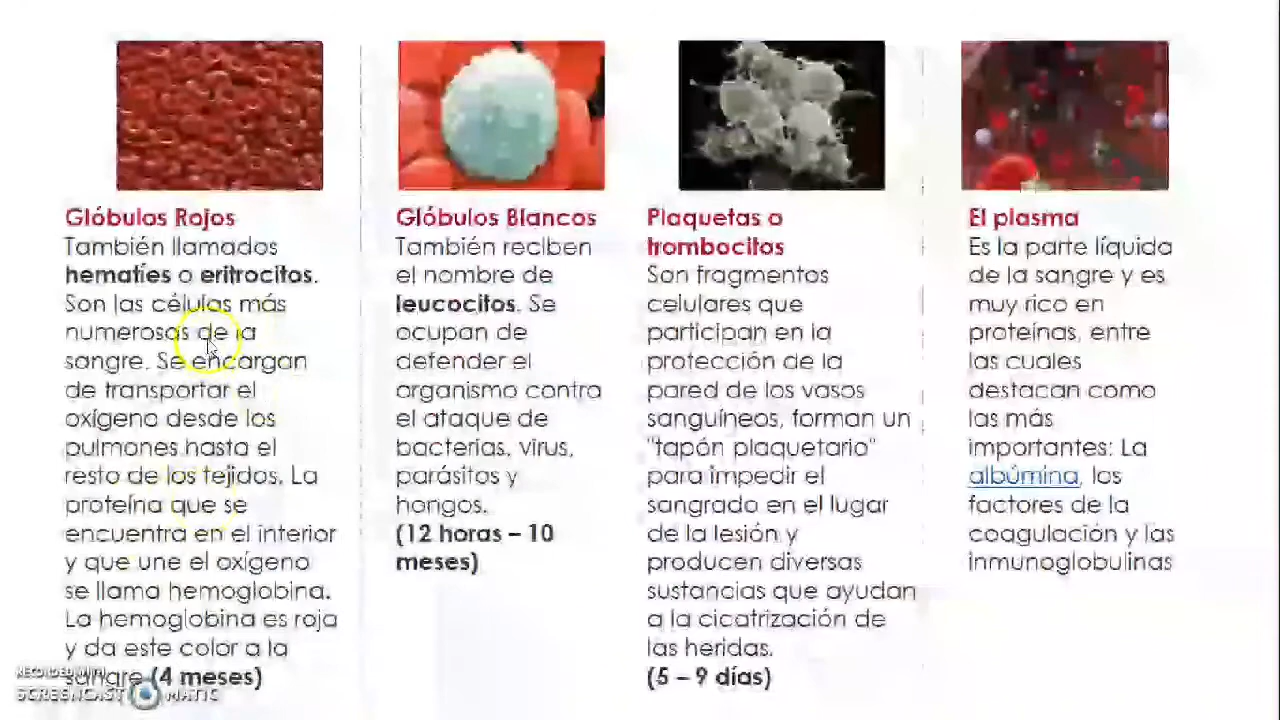 Glóbulos Rojos
También llamados
hematíes o eritrocitos.
Son las células más
numerosas de la
sangre. Se encargan
de transportar el
oxígeno desde los
pulmones hasta el
resto de los tejidos. La
proteína que se
encuentra en el interior
y que une el oxígeno
se llama hemoglobina.
La hemoglobina es roja
y da este color a la
sangre (4 meses)
Glóbulos Blancos
También reciben
el nombre de
leucocitos. Se
ocupan de
defender el
organismo contra
el ataque de
bacterias, virus,
parásitos y
hongos.
(12 horas – 10
meses)
Plaquetas o
trombocitos
Son fragmentos
celulares que
participan en la
protección de la
pared de los vasos
sanguíneos, forman un
"tapón plaquetario"
para impedir el
sangrado en el lugar
de la lesión y
producen diversas
sustancias que ayudan
a la cicatrización de
las heridas.
(5 – 9 días)
El plasma
Es la parte líquida
de la sangre y es
muy rico en
proteínas, entre
las cuales
destacan como
las más
importantes: La
albúmina, los
factores de la
coagulación y las
inmunoglobulinas
RECORDED WITH
SCREENCAST MATIC